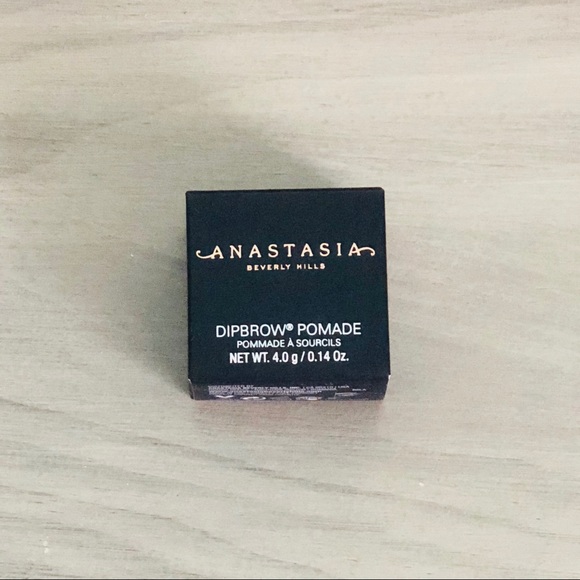 ANASTASIA
BEVERLY HILLS
DIPBROW® POMADE
POMMADE À SOURCILS
NET WT. 4.0 g / 0.14 Oz.